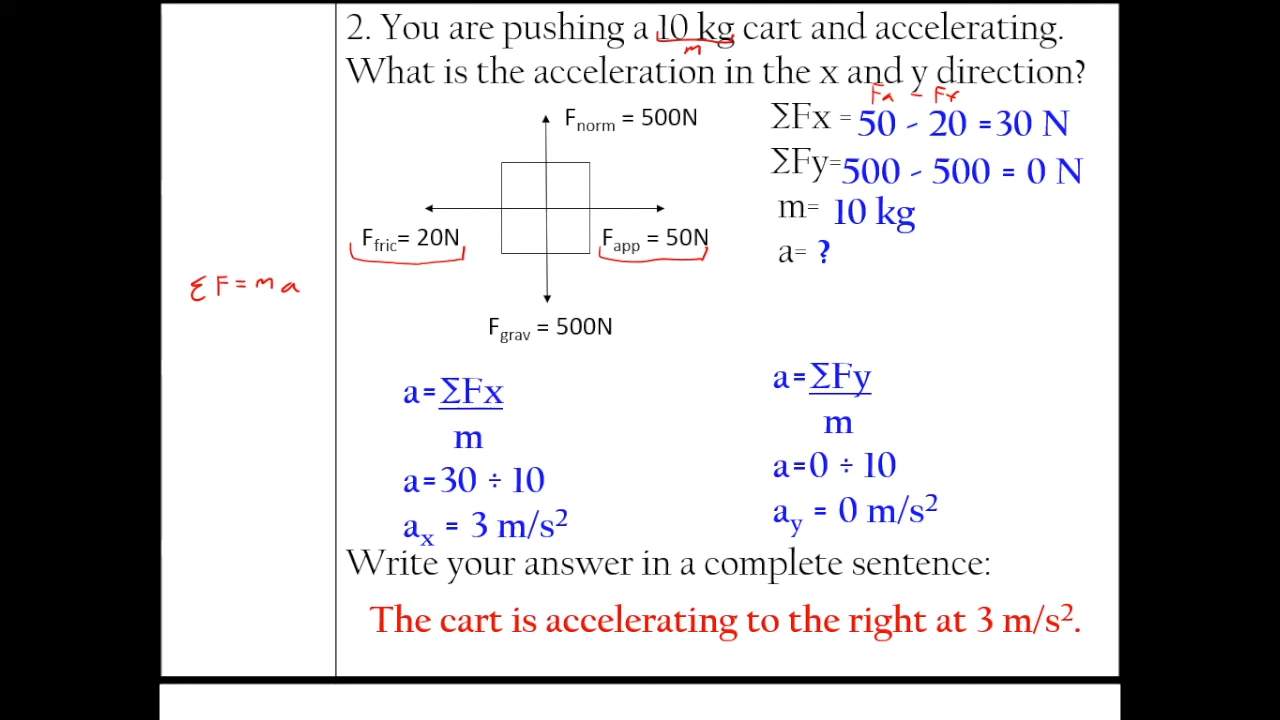 2. You are pushing a 10 kg cart and accelerating.
m
What is the acceleration in the x and y direction?
Fa - Ff
Fnorm = 500N
ΣFx = 50 - 20 = 30 N
ΣFy= 500 - 500 = 0 N
m= 10 kg
Ffric= 20N
Fapp = 50N
a= ?
ΣF = ma
Fgrav = 500N
a = ΣFx
m
a = 30 ÷ 10
ax = 3 m/s²
a = ΣFy
m
a = 0 ÷ 10
ay = 0 m/s²
Write your answer in a complete sentence:
The cart is accelerating to the right at 3 m/s².